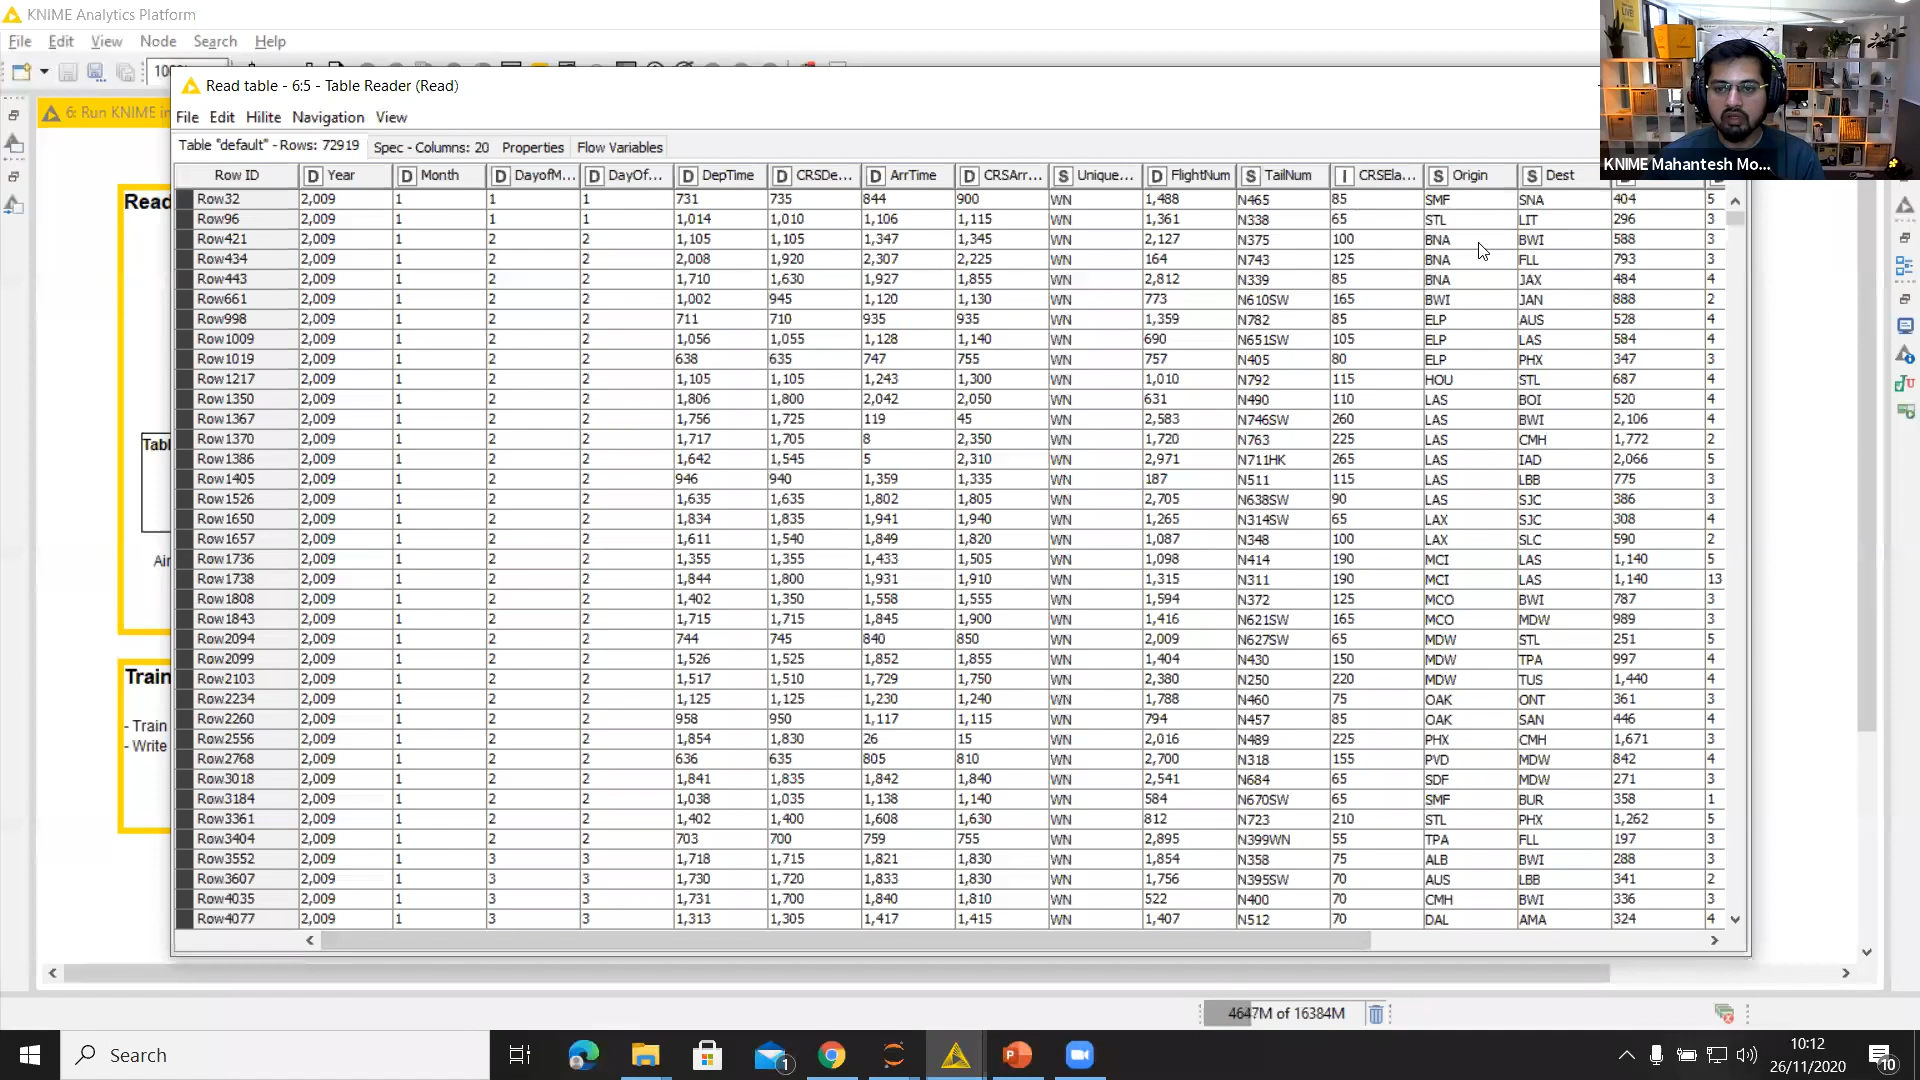 KNIME Analytics Platform
File Edit View Node Search Help
Read table - 6:5 - Table Reader (Read)
6: Run KNIME in
File Edit Hilite Navigation View
Table "default" - Rows: 72919 Spec - Columns: 20 Properties Flow Variables
KNIME Mahantesh Mo...
Row ID D Year D Month D DayofM... D DayOf... D DepTime D CRSDe... D ArrTime D CRSArr... S Unique... D FlightNum S TailNum I CRSEla... S Origin S Dest
Row32 2,009 1 1 1 731 735 844 900 WN 1,488 N465 85 SMF SNA 404 5
Row96 2,009 1 1 1 1,014 1,010 1,106 1,115 WN 1,361 N338 65 STL LIT 296 3
Row421 2,009 1 2 2 1,105 1,105 1,347 1,345 WN 2,127 N375 100 BNA BWI 588 3
Row434 2,009 1 2 2 2,008 1,920 2,307 2,225 WN 164 N743 125 BNA FLL 793 3
Row443 2,009 1 2 2 1,710 1,630 1,927 1,855 WN 2,812 N339 85 BNA JAX 484 4
Row661 2,009 1 2 2 1,002 945 1,120 1,130 WN 773 N610SW 165 BWI JAN 888 2
Row998 2,009 1 2 2 711 710 935 935 WN 1,359 N782 85 ELP AUS 528 4
Row1009 2,009 1 2 2 1,056 1,055 1,128 1,140 WN 690 N651SW 105 ELP LAS 584 4
Row1019 2,009 1 2 2 638 635 747 755 WN 757 N405 80 ELP PHX 347 3
Row1217 2,009 1 2 2 1,105 1,105 1,243 1,300 WN 1,010 N792 115 HOU STL 687 4
Row1350 2,009 1 2 2 1,806 1,800 2,042 2,050 WN 631 N490 110 LAS BOI 520 4
Row1367 2,009 1 2 2 1,756 1,725 119 45 WN 2,583 N746SW 260 LAS BWI 2,106 4
Row1370 2,009 1 2 2 1,717 1,705 8 2,350 WN 1,720 N763 225 LAS CMH 1,772 2
Row1386 2,009 1 2 2 1,642 1,545 5 2,310 WN 2,971 N711HK 265 LAS IAD 2,066 5
Row1405 2,009 1 2 2 946 940 1,359 1,335 WN 187 N511 115 LAS LBB 775 3
Row1526 2,009 1 2 2 1,635 1,635 1,802 1,805 WN 2,705 N638SW 90 LAS SJC 386 3
Row1650 2,009 1 2 2 1,834 1,835 1,941 1,940 WN 1,265 N314SW 65 LAX SJC 308 4
Row1657 2,009 1 2 2 1,611 1,540 1,849 1,820 WN 1,087 N348 100 LAX SLC 590 2
Row1736 2,009 1 2 2 1,355 1,355 1,433 1,505 WN 1,098 N414 190 MCI LAS 1,140 5
Row1738 2,009 1 2 2 1,844 1,800 1,931 1,910 WN 1,315 N311 190 MCI LAS 1,140 13
Row1808 2,009 1 2 2 1,402 1,350 1,558 1,555 WN 1,594 N372 125 MCO BWI 787 3
Row1843 2,009 1 2 2 1,715 1,715 1,845 1,900 WN 1,416 N621SW 165 MCO MDW 989 3
Row2094 2,009 1 2 2 744 745 840 850 WN 2,009 N627SW 65 MDW STL 251 5
Row2099 2,009 1 2 2 1,526 1,525 1,852 1,855 WN 1,404 N430 150 MDW TPA 997 4
Row2103 2,009 1 2 2 1,517 1,510 1,729 1,750 WN 2,380 N250 220 MDW TUS 1,440 4
Row2234 2,009 1 2 2 1,125 1,125 1,230 1,240 WN 1,788 N460 75 OAK ONT 361 3
Row2260 2,009 1 2 2 958 950 1,117 1,115 WN 794 N457 85 OAK SAN 446 4
Row2556 2,009 1 2 2 1,854 1,830 26 15 WN 2,016 N489 225 PHX CMH 1,671 3
Row2768 2,009 1 2 2 636 635 805 810 WN 2,700 N318 155 PVD MDW 842 4
Row3018 2,009 1 2 2 1,841 1,835 1,842 1,840 WN 2,541 N684 65 SDF MDW 271 3
Row3184 2,009 1 2 2 1,038 1,035 1,138 1,140 WN 584 N670SW 65 SMF BUR 358 1
Row3361 2,009 1 2 2 1,402 1,400 1,608 1,630 WN 812 N723 210 STL PHX 1,262 5
Row3404 2,009 1 2 2 703 700 759 755 WN 2,895 N399WN 55 TPA FLL 197 3
Row3552 2,009 1 3 3 1,718 1,715 1,821 1,830 WN 1,854 N358 75 ALB BWI 288 3
Row3607 2,009 1 3 3 1,730 1,720 1,833 1,830 WN 1,756 N395SW 70 AUS LBB 341 2
Row4035 2,009 1 3 3 1,731 1,700 1,840 1,810 WN 522 N400 70 CMH BWI 336 3
Row4077 2,009 1 3 3 1,313 1,305 1,417 1,415 WN 1,407 N512 70 DAL AMA 324 4
Read
Tabl
Air
Train
- Train
- Write
4647M of 16384M
Search
1
10:12
26/11/2020
10